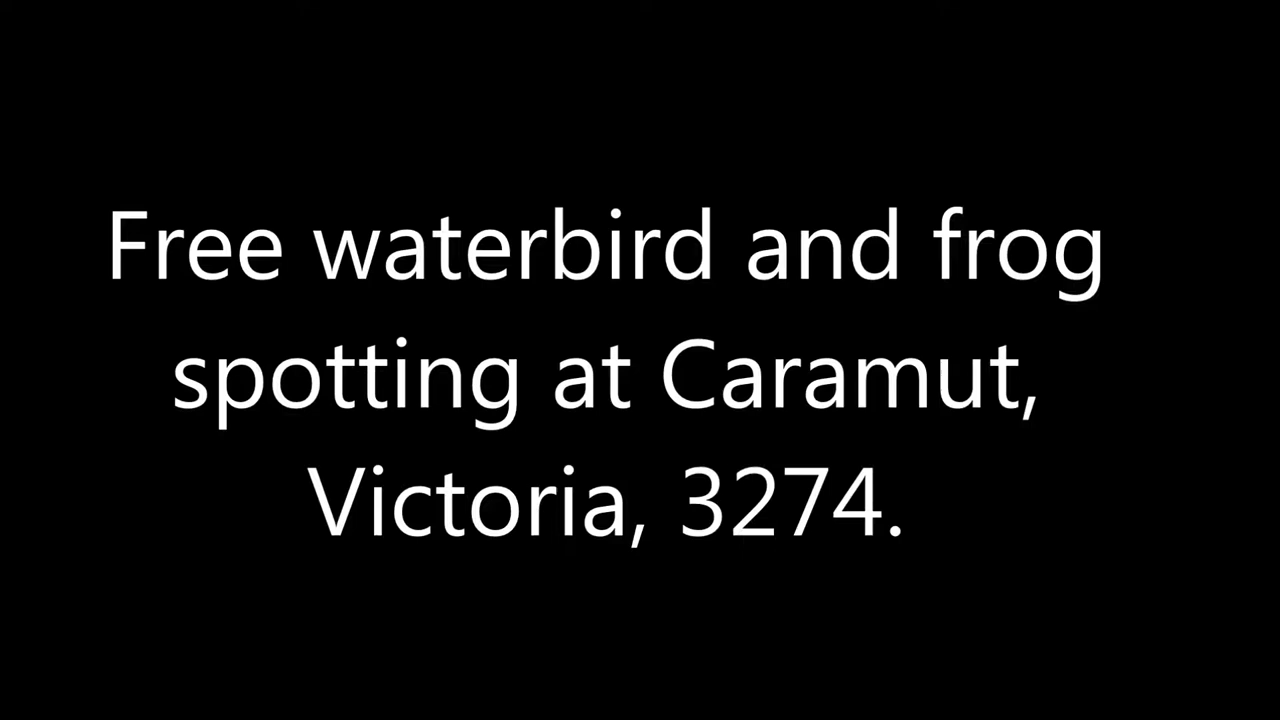 Free waterbird and frog
spotting at Caramut,
Victoria, 3274.